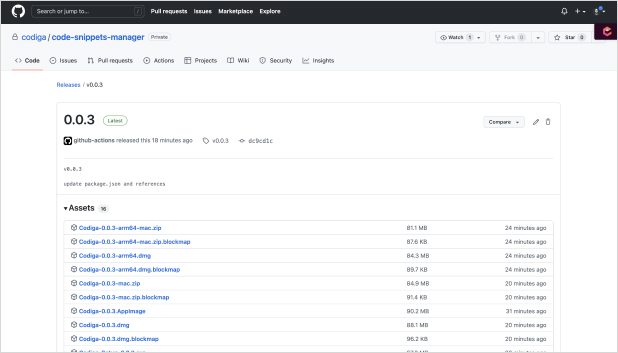 Search or jump to... /
Pull requests Issues Marketplace Explore
codiga / code-snippets-manager Private
Watch 1 Fork 0 Star 0
Code Issues Pull requests Actions Projects Wiki Security Insights
Releases / v0.0.3
0.0.3 Latest
Compare
github-actions released this 18 minutes ago v0.0.3 dc9cd1c
v0.0.3
update package.json and references
Assets 16
Codiga-0.0.3-arm64-mac.zip 81.1 MB 24 minutes ago
Codiga-0.0.3-arm64-mac.zip.blockmap 87.6 KB 24 minutes ago
Codiga-0.0.3-arm64.dmg 84.3 MB 24 minutes ago
Codiga-0.0.3-arm64.dmg.blockmap 89.7 KB 24 minutes ago
Codiga-0.0.3-mac.zip 84.9 MB 20 minutes ago
Codiga-0.0.3-mac.zip.blockmap 91.4 KB 20 minutes ago
Codiga-0.0.3.AppImage 90.2 MB 31 minutes ago
Codiga-0.0.3.dmg 88.1 MB 20 minutes ago
Codiga-0.0.3.dmg.blockmap 96.2 KB 20 minutes ago